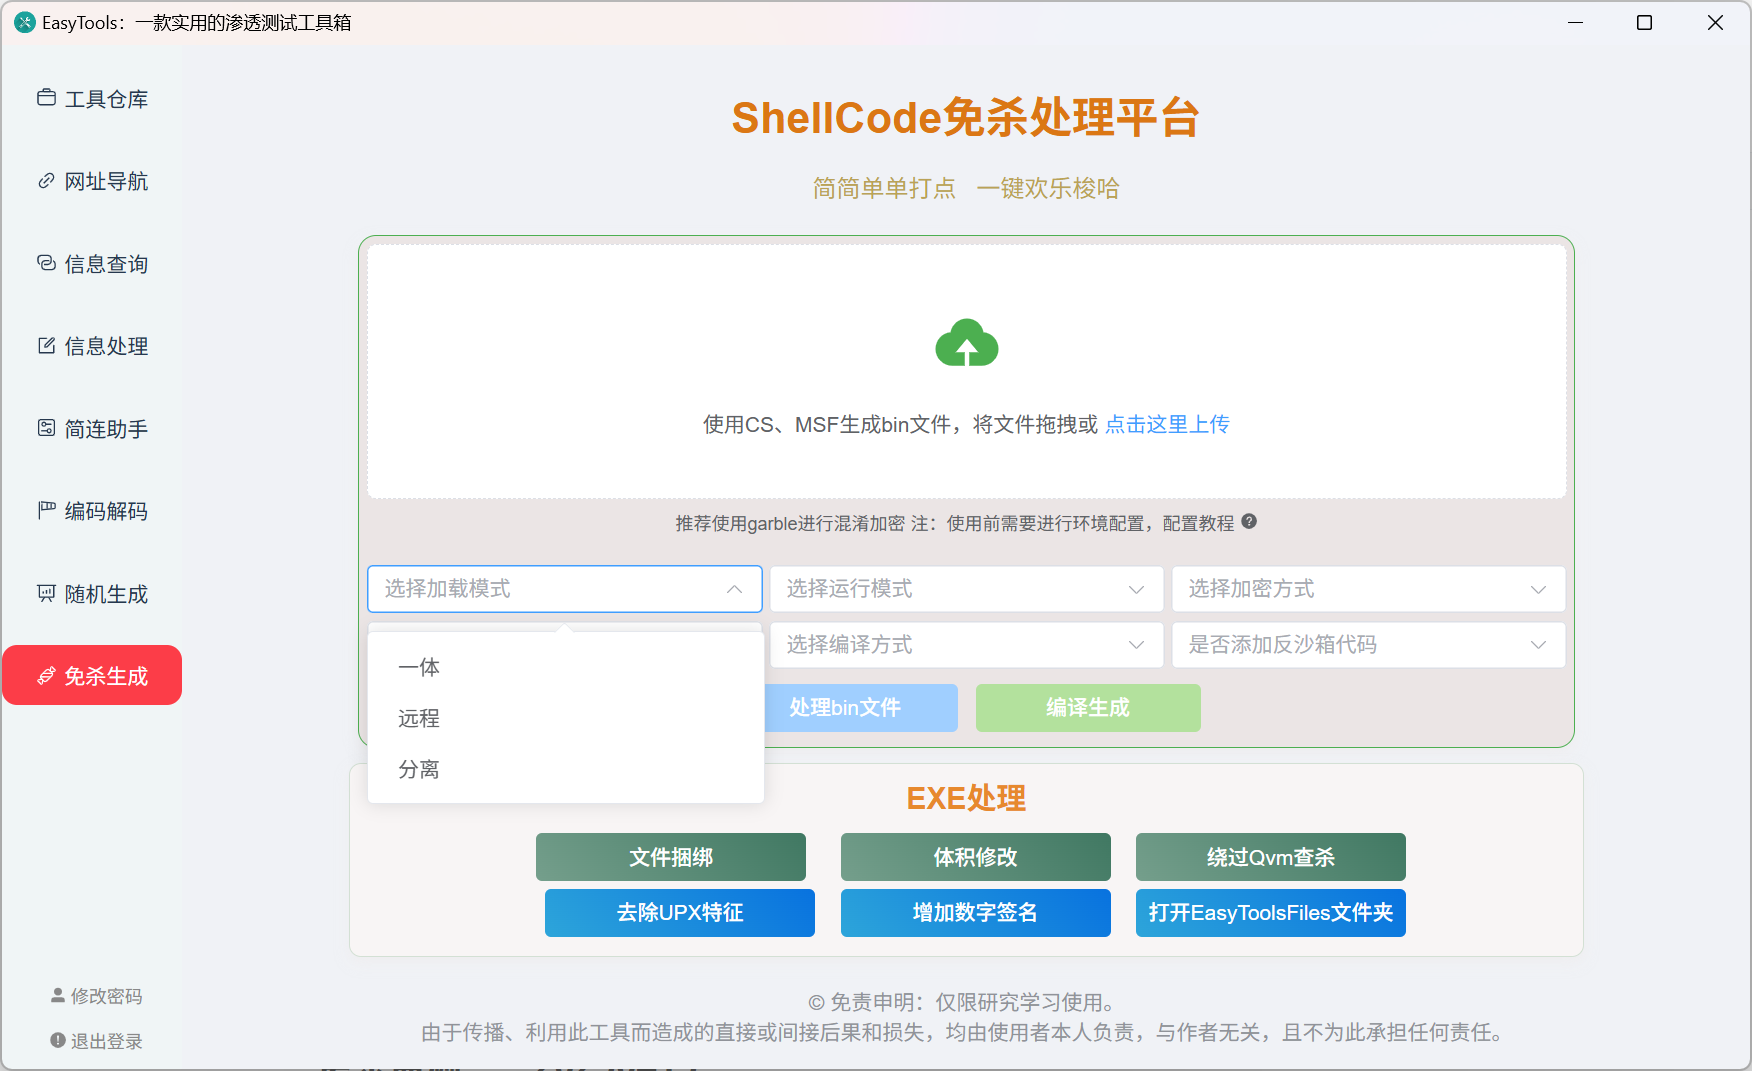 EasyTools：一款实用的渗透测试工具箱
工具仓库
网址导航
信息查询
信息处理
简连助手
编码解码
随机生成
免杀生成
修改密码
退出登录
ShellCode免杀处理平台
简简单单打点 一键欢乐梭哈
使用CS、MSF生成bin文件，将文件拖拽或 点击这里上传
推荐使用garble进行混淆加密 注：使用前需要进行环境配置，配置教程
选择加载模式 选择运行模式 选择加密方式
选择编译方式 是否添加反沙箱代码
一体
远程
分离
处理bin文件 编译生成
EXE处理
文件捆绑 体积修改 绕过Qvm查杀
去除UPX特征 增加数字签名 打开EasyToolsFiles文件夹
© 免责申明：仅限研究学习使用。
由于传播、利用此工具而造成的直接或间接后果和损失，均由使用者本人负责，与作者无关，且不为此承担任何责任。